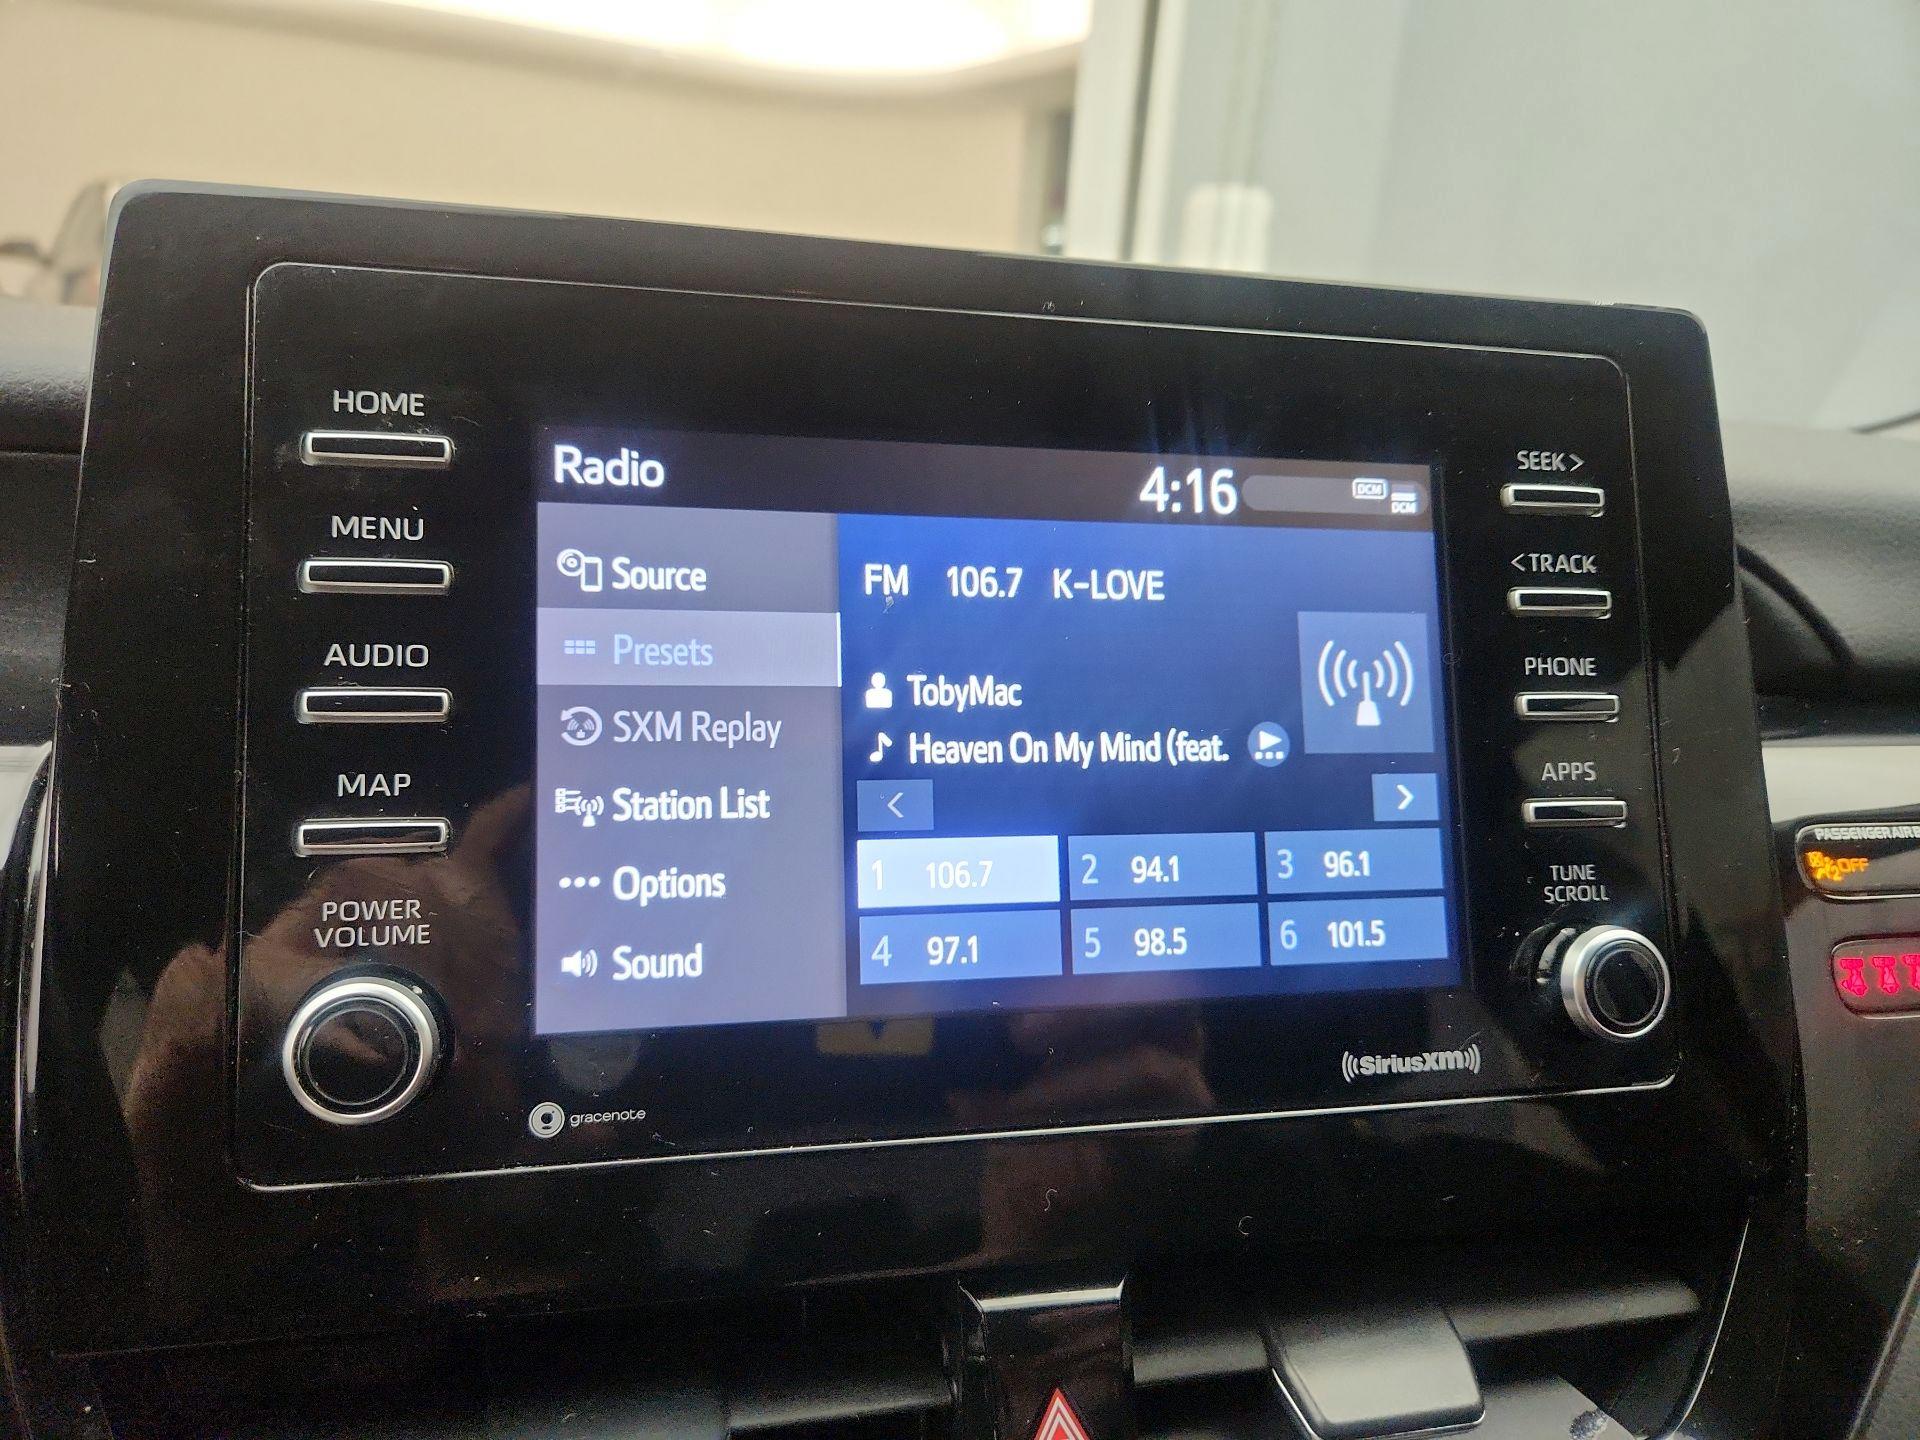 HOME
MENU
AUDIO
MAP
POWER
VOLUME
Radio
4:16
DCM
DCM
Source
Presets
SXM Replay
Station List
Options
Sound
FM 106.7 K-LOVE
TobyMac
Heaven On My Mind (feat.
<
>
1 106.7
2 94.1
3 96.1
4 97.1
5 98.5
6 101.5
SEEK >
< TRACK
PHONE
APPS
TUNE
SCROLL
gracenote
SiriusXM
PASSENGER
OFF